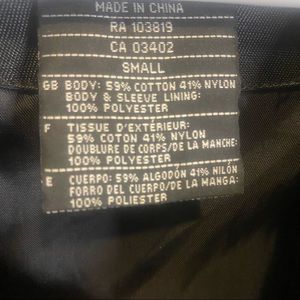 MADE IN CHINA
RA 103819
CA 03402
SMALL
GB BODY: 59% COTTON 41% NYLON
BODY & SLEEVE LINING:
100% POLYESTER
F TISSUE D'EXTÉRIEUR:
59% COTON 41% NYLON
DOUBLURE DE CORPS/DE LA MANCHE:
100% POLYESTER
E CUERPO: 59% ALGODÓN 41% NILÓN
FORRO DEL CUERPO/DE LA MANGA:
100% POLIESTER